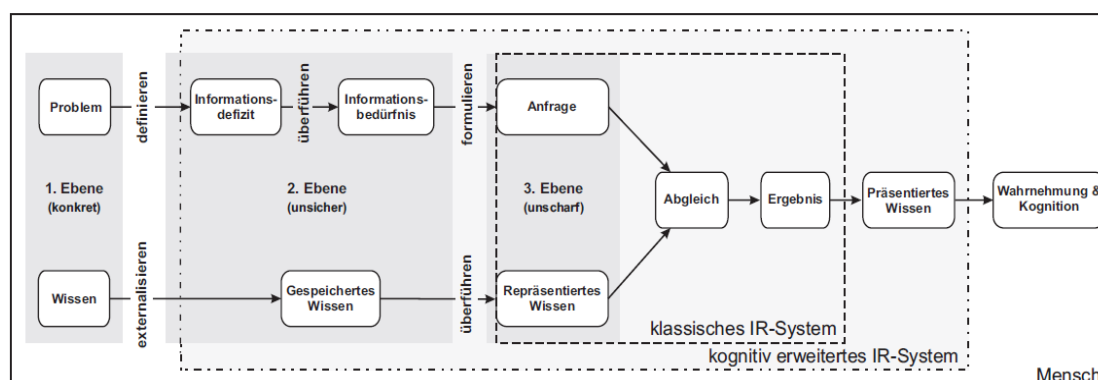 Problem
definieren
Informations-
defizit
überführen
Informations-
bedürfnis
formulieren
Anfrage
1. Ebene
(konkret)
2. Ebene
(unsicher)
3. Ebene
(unscharf)
Abgleich
Ergebnis
Präsentiertes
Wissen
Wahrnehmung &
Kognition
Wissen
externalisieren
Gespeichertes
Wissen
überführen
Repräsentiertes
Wissen
klassisches IR-System
kognitiv erweitertes IR-System
Mensch